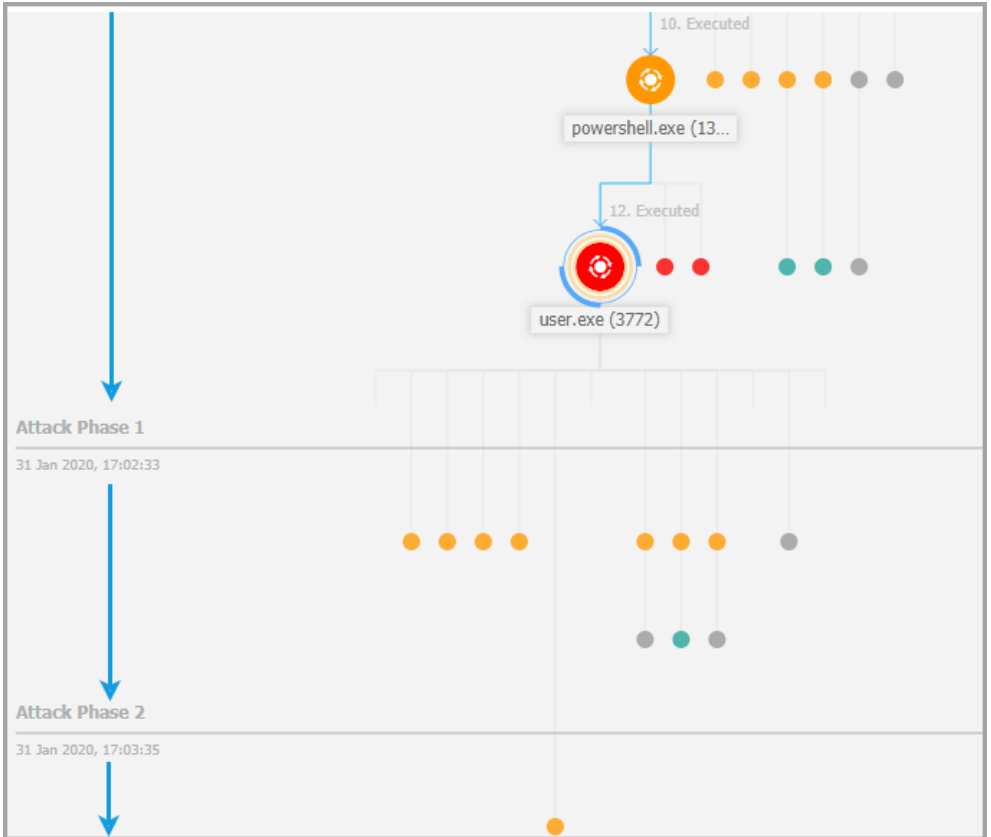 10. Executed
powershell.exe (13...
12. Executed
user.exe (3772)
Attack Phase 1
31 Jan 2020, 17:02:33
Attack Phase 2
31 Jan 2020, 17:03:35